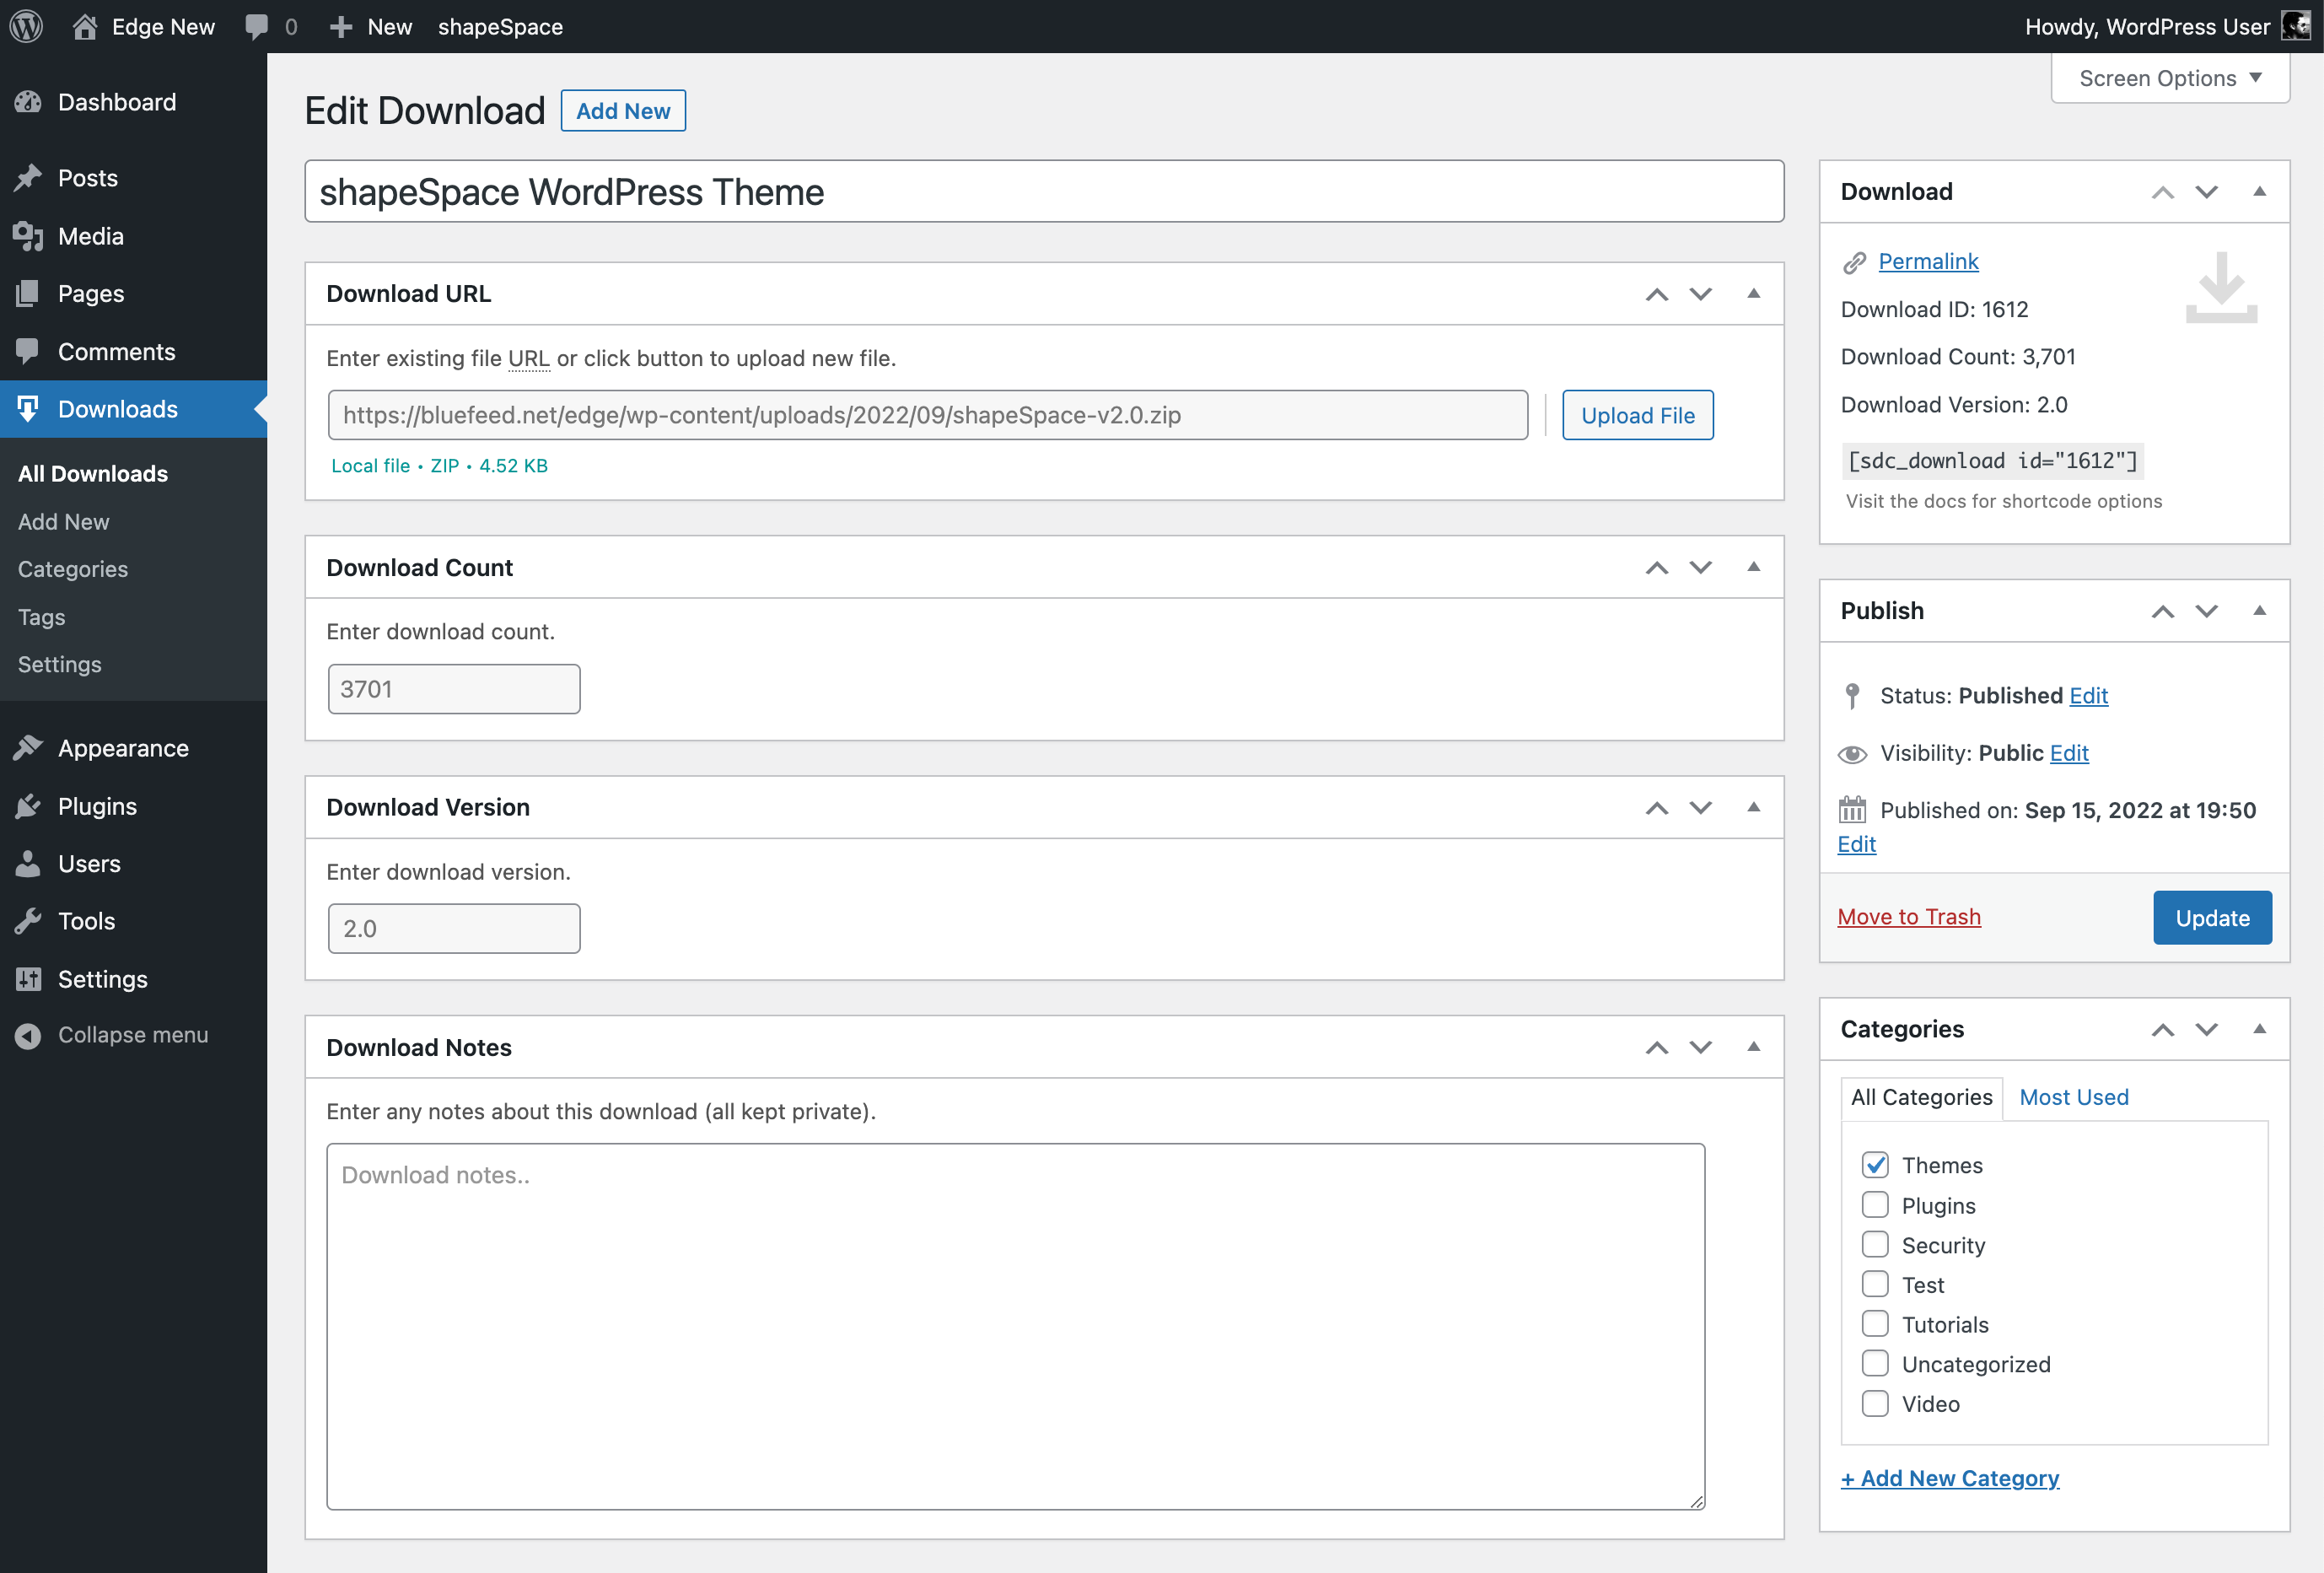 Edge New 0 New shapeSpace Howdy, WordPress User
Dashboard
Posts
Media
Pages
Comments
Downloads
All Downloads
Add New
Categories
Tags
Settings
Appearance
Plugins
Users
Tools
Settings
Collapse menu
Screen Options
Edit Download Add New
shapeSpace WordPress Theme
Download URL
Enter existing file URL or click button to upload new file.
https://bluefeed.net/edge/wp-content/uploads/2022/09/shapeSpace-v2.0.zip Upload File
Local file • ZIP • 4.52 KB
Download Count
Enter download count.
3701
Download Version
Enter download version.
2.0
Download Notes
Enter any notes about this download (all kept private).
Download notes..
Download
Permalink
Download ID: 1612
Download Count: 3,701
Download Version: 2.0
[sdc_download id="1612"]
Visit the docs for shortcode options
Publish
Status: Published Edit
Visibility: Public Edit
Published on: Sep 15, 2022 at 19:50
Edit
Move to Trash Update
Categories
All Categories Most Used
Themes
Plugins
Security
Test
Tutorials
Uncategorized
Video
+ Add New Category